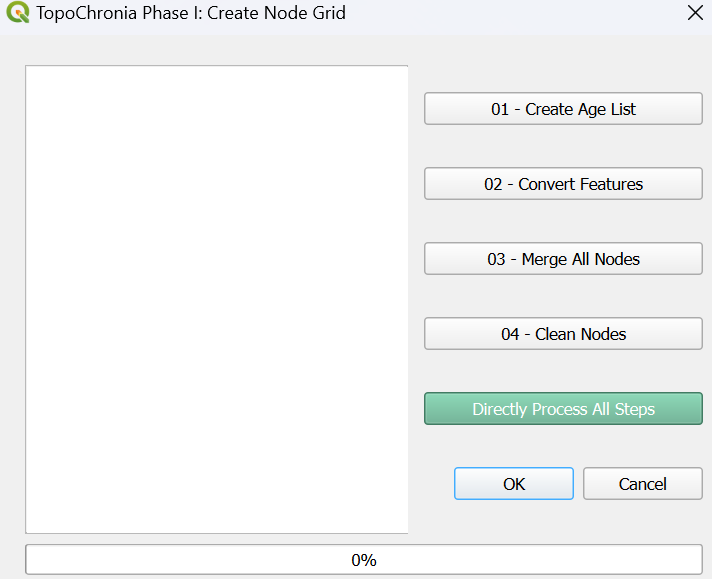 TopoChronia Phase I: Create Node Grid
01 - Create Age List
02 - Convert Features
03 - Merge All Nodes
04 - Clean Nodes
Directly Process All Steps
OK
Cancel
0%